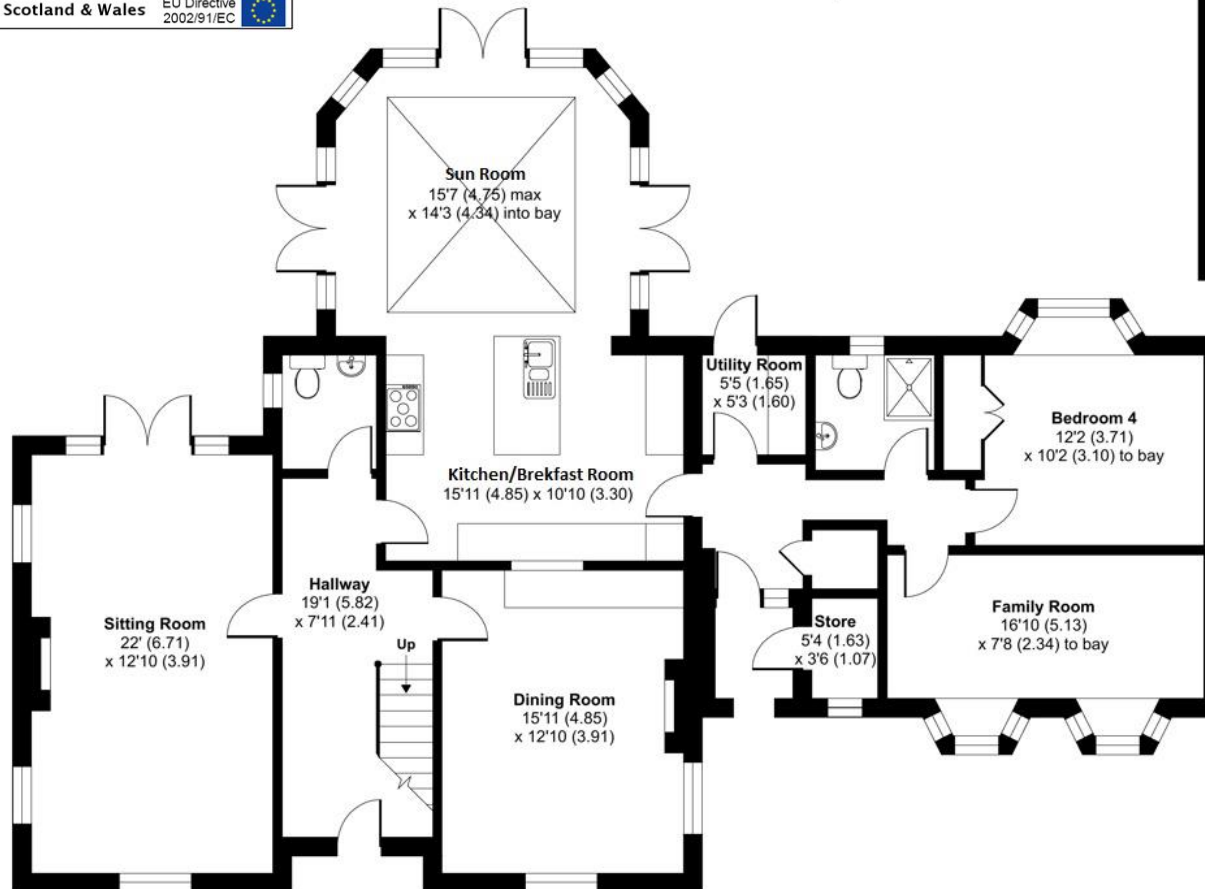 Scotland & Wales
EU Directive
2002/91/EC
Sun Room
15'7 (4.75) max
x 14'3 (4.34) into bay
Utility Room
5'5 (1.65)
x 5'3 (1.60)
Bedroom 4
12'2 (3.71)
x 10'2 (3.10) to bay
Kitchen/Brekfast Room
15'11 (4.85) x 10'10 (3.30)
Hallway
19'1 (5.82)
x 7'11 (2.41)
Sitting Room
22' (6.71)
x 12'10 (3.91)
Up
Store
5'4 (1.63)
x 3'6 (1.07)
Family Room
16'10 (5.13)
x 7'8 (2.34) to bay
Dining Room
15'11 (4.85)
x 12'10 (3.91)